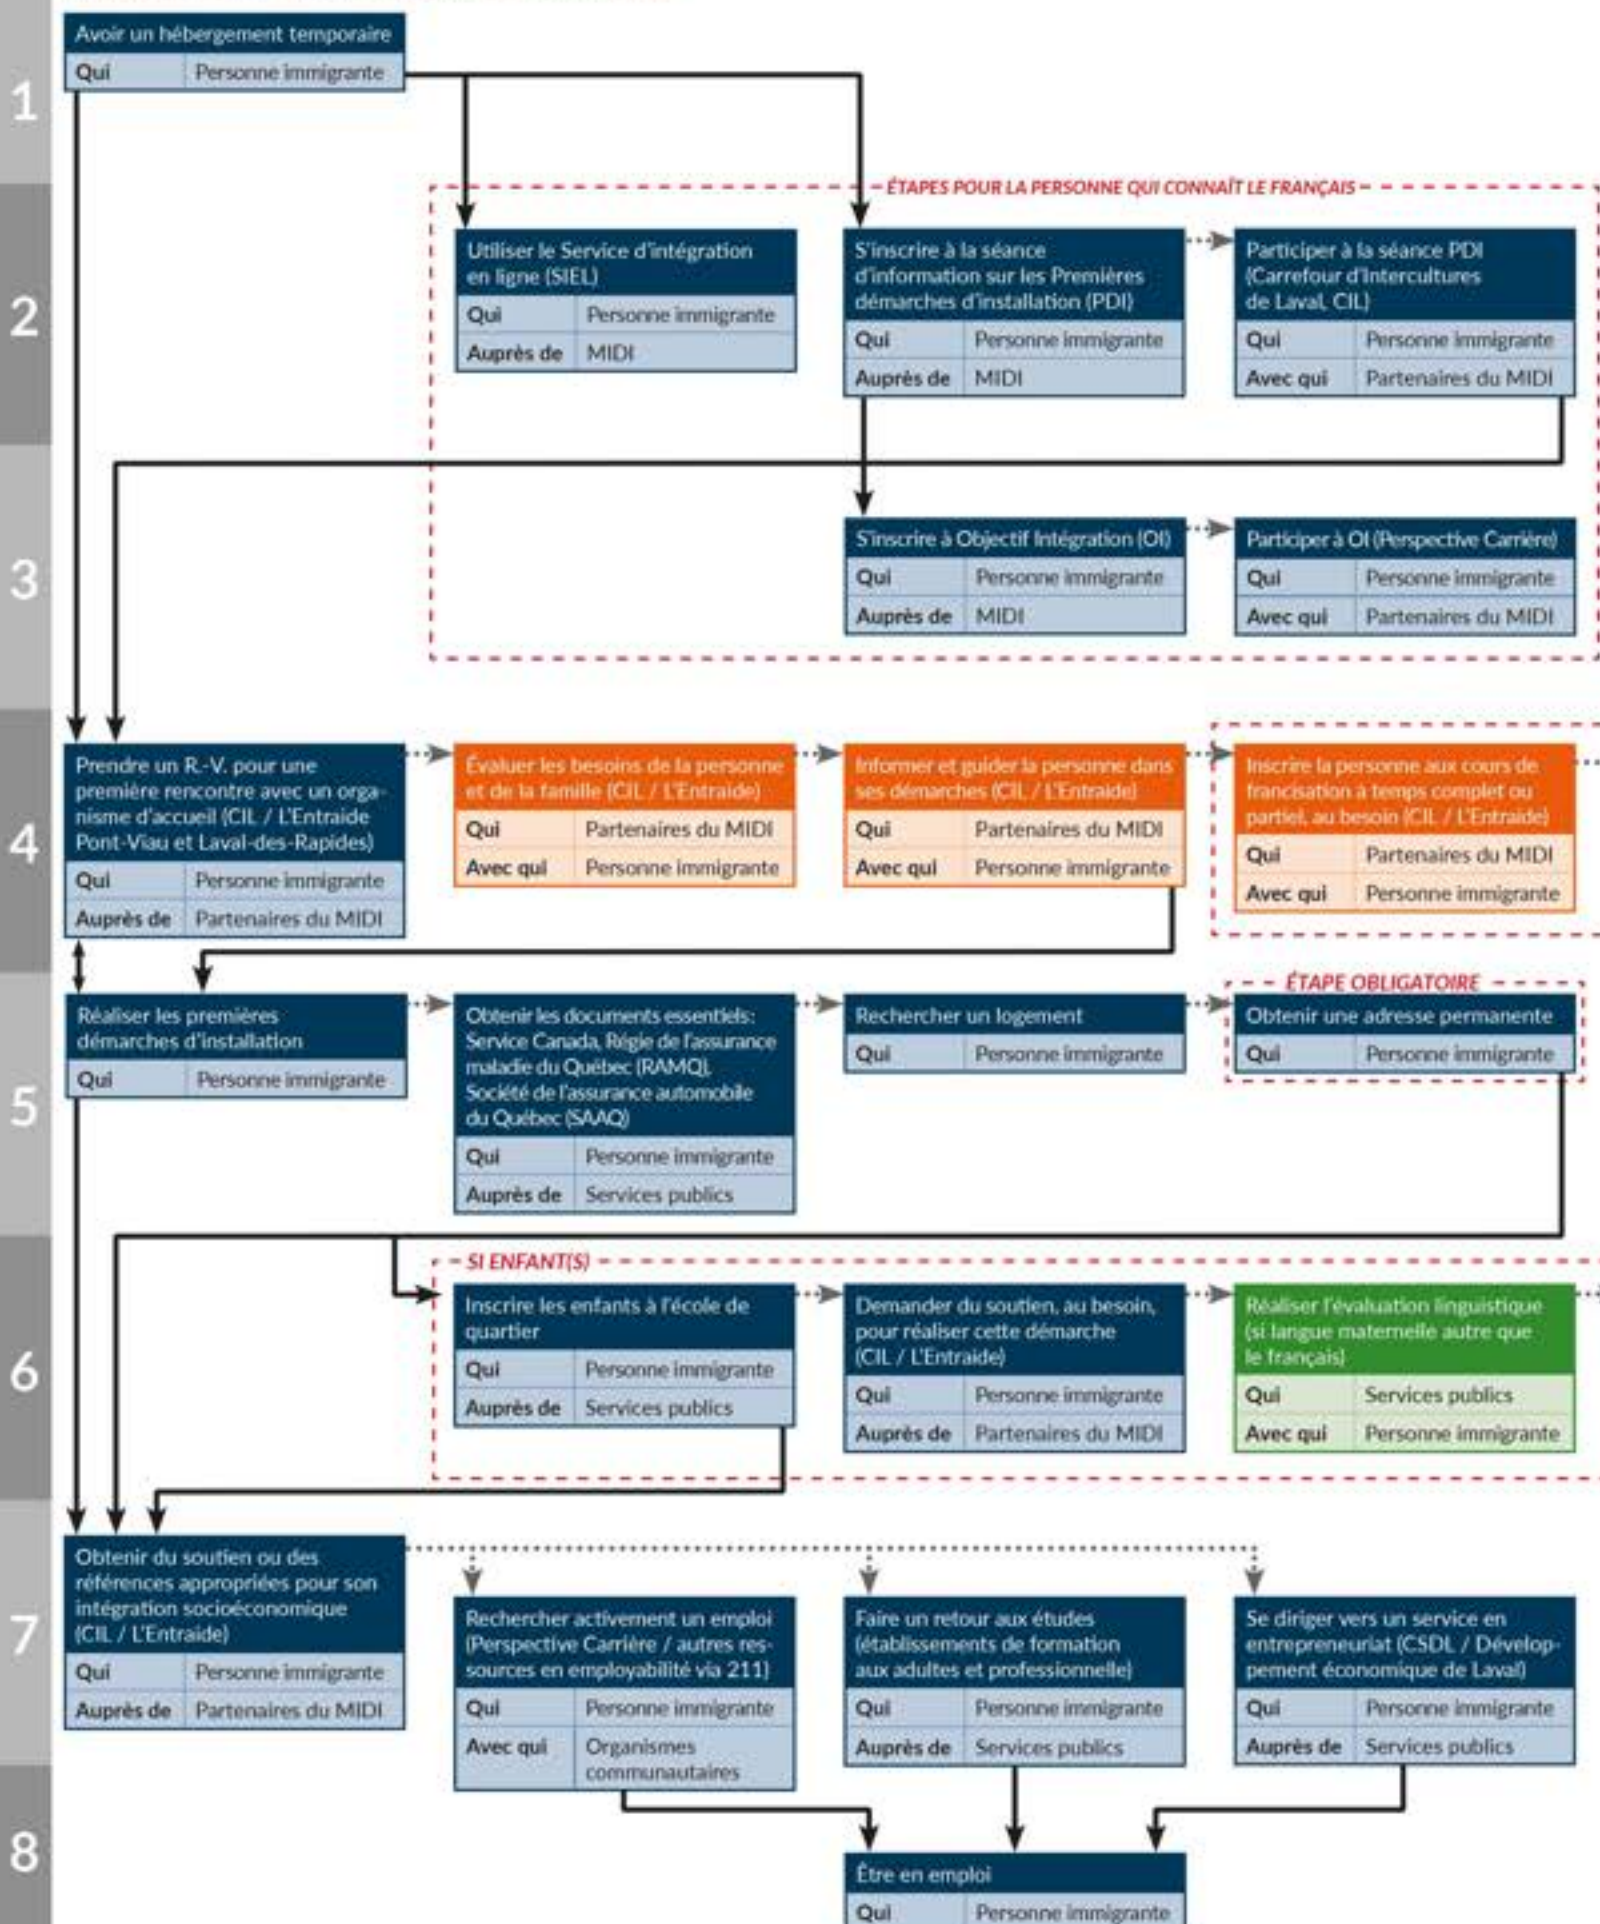 1
Avoir un hébergement temporaire
Qui Personne immigrante
2
ÉTAPES POUR LA PERSONNE QUI CONNAÎT LE FRANÇAIS
Utiliser le Service d'intégration
en ligne (SIEL)
Qui Personne immigrante
Auprès de MIDI
S'inscrire à la séance
d'information sur les Premières
démarches d'installation (PDI)
Qui Personne immigrante
Auprès de MIDI
Participer à la séance PDI
(Carrefour d'Intercultures
de Laval, CIL)
Qui Personne immigrante
Avec qui Partenaires du MIDI
3
S'inscrire à Objectif Intégration (OI)
Qui Personne immigrante
Auprès de MIDI
Participer à OI (Perspective Carrière)
Qui Personne immigrante
Avec qui Partenaires du MIDI
4
Prendre un R.-V. pour une
première rencontre avec un orga-
nisme d'accueil (CIL / L'Entraide
Pont-Viau et Laval-des-Rapides)
Qui Personne immigrante
Auprès de Partenaires du MIDI
Évaluer les besoins de la personne
et de la famille (CIL / L'Entraide)
Qui Partenaires du MIDI
Avec qui Personne immigrante
Informer et guider la personne dans
ses démarches (CIL / L'Entraide)
Qui Partenaires du MIDI
Avec qui Personne immigrante
Inscrire la personne aux cours de
francisation à temps complet ou
partiel, au besoin (CIL / L'Entraide)
Qui Partenaires du MIDI
Avec qui Personne immigrante
5
Réaliser les premières
démarches d'installation
Qui Personne immigrante
Obtenir les documents essentiels:
Service Canada, Régie de l'assurance
maladie du Québec (RAMQ),
Société de l'assurance automobile
du Québec (SAAQ)
Qui Personne immigrante
Auprès de Services publics
Rechercher un logement
Qui Personne immigrante
ÉTAPE OBLIGATOIRE
Obtenir une adresse permanente
Qui Personne immigrante
6
SI ENFANT(S)
Inscrire les enfants à l'école de
quartier
Qui Personne immigrante
Auprès de Services publics
Demander du soutien, au besoin,
pour réaliser cette démarche
(CIL / L'Entraide)
Qui Personne immigrante
Auprès de Partenaires du MIDI
Réaliser l'évaluation linguistique
(si langue maternelle autre que
le français)
Qui Services publics
Avec qui Personne immigrante
7
Obtenir du soutien ou des
références appropriées pour son
intégration socioéconomique
(CIL / L'Entraide)
Qui Personne immigrante
Auprès de Partenaires du MIDI
Rechercher activement un emploi
(Perspective Carrière / autres res-
sources en employabilité via 211)
Qui Personne immigrante
Avec qui Organismes
communautaires
Faire un retour aux études
(établissements de formation
aux adultes et professionnelle)
Qui Personne immigrante
Auprès de Services publics
Se diriger vers un service en
entrepreneuriat (CSDL / Dévelop-
pement économique de Laval)
Qui Personne immigrante
Auprès de Services publics
8
Être en emploi
Qui Personne immigrante